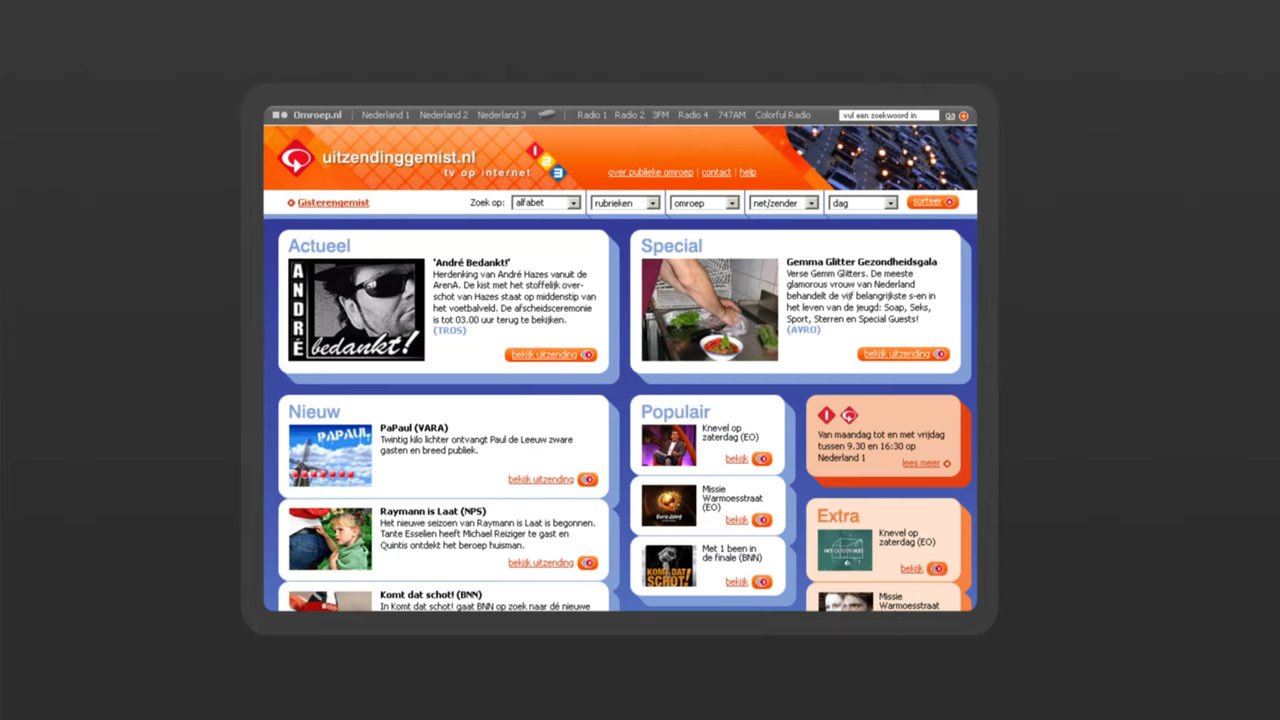 Omroep.nl | Nederland 1 Nederland 2 Nederland 3 | Radio 1 Radio 2 3FM Radio 4 747AM Colorful Radio vul een zoekwoord in ga
uitzendinggemist.nl
tv op internet
1 2 3
over publieke omroep | contact | help
Gisterengemist Zoek op: alfabet rubrieken omroep net/zender dag sorteer
Actueel
ANDRÉ
bedankt!
'André Bedankt!'
Herdenking van André Hazes vanuit de
ArenA. De kist met het stoffelijk over-
schot van Hazes staat op middenstip van
het voetbalveld. De afscheidsceremonie
is tot 03.00 uur terug te bekijken.
(TROS)
bekijk uitzending
Special
Gemma Glitter Gezondheidsgala
Verse Gemm Glitters. De meeste
glamorous vrouw van Nederland
behandelt de vijf belangrijkste s-en in
het leven van de jeugd: Soap, Seks,
Sport, Sterren en Special Guests!
(AVRO)
bekijk uitzending
Nieuw
PAPAUL
PaPaul (VARA)
Twintig kilo lichter ontvangt Paul de Leeuw zware
gasten en breed publiek.
bekijk uitzending
Raymann is Laat (NPS)
Het nieuwe seizoen van Raymann is Laat is begonnen.
Tante Esselien heeft Michael Reiziger te gast en
Quintis ontdekt het beroep huisman.
bekijk uitzending
Komt dat schot! (BNN)
In Komt dat schot! gaat BNN op zoek naar dé nieuwe
Populair
Knevel op
zaterdag (EO)
bekijk
EURO2004
Missie
Warmoesstraat
(EO)
bekijk
KOMT DAT
SCHOT!
Met 1 been in
de finale (BNN)
bekijk
1
Van maandag tot en met vrijdag
tussen 9.30 en 16:30 op
Nederland 1
lees meer
Extra
Knevel op
zaterdag (EO)
bekijk
Missie
Warmoesstraat